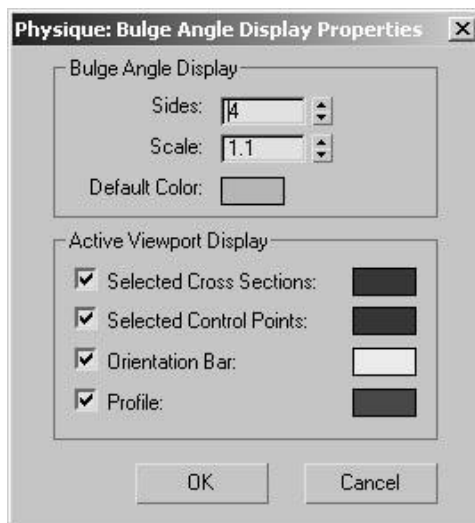 Physique: Bulge Angle Display Properties
Bulge Angle Display
Sides: 4
Scale: 1.1
Default Color:
Active Viewport Display
Selected Cross Sections:
Selected Control Points:
Orientation Bar:
Profile:
OK Cancel